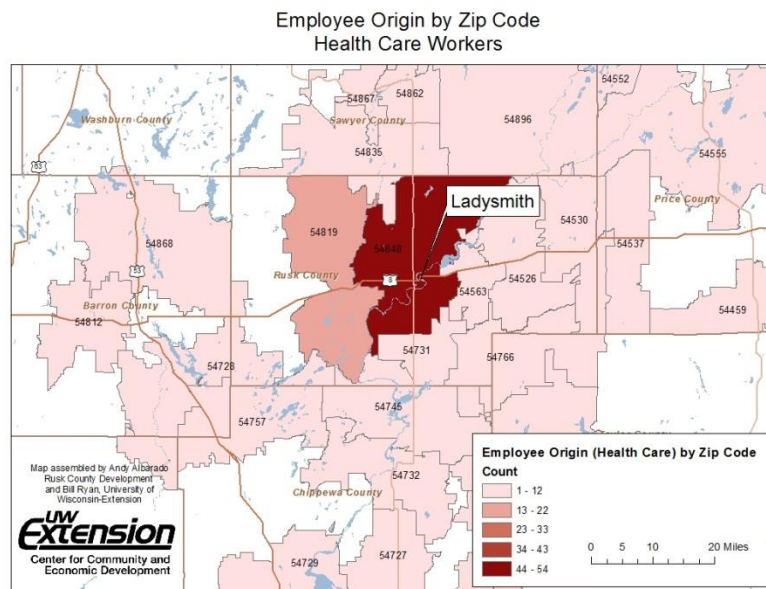 Employee Origin by Zip Code
Health Care Workers
54552
54867
54862
Washburn County
Sawyer County
54896
63
54835
54555
Ladysmith
Price County
54819
54530
54868
54848
54537
53
Rusk County
8
54526
54563
Barron County
54459
54812
54731
54766
54728
54745
54757
Map assembled by Andy Albarado
Rusk County Development
and Bill Ryan, University of
Wisconsin-Extension
54732
Chippewa County
UW
Extension
Center for Community and
Economic Development
54729
54727
Employee Origin (Health Care) by Zip Code
Count
1 - 12
13 - 22
23 - 33
34 - 43
44 - 54
0 5 10 20 Miles